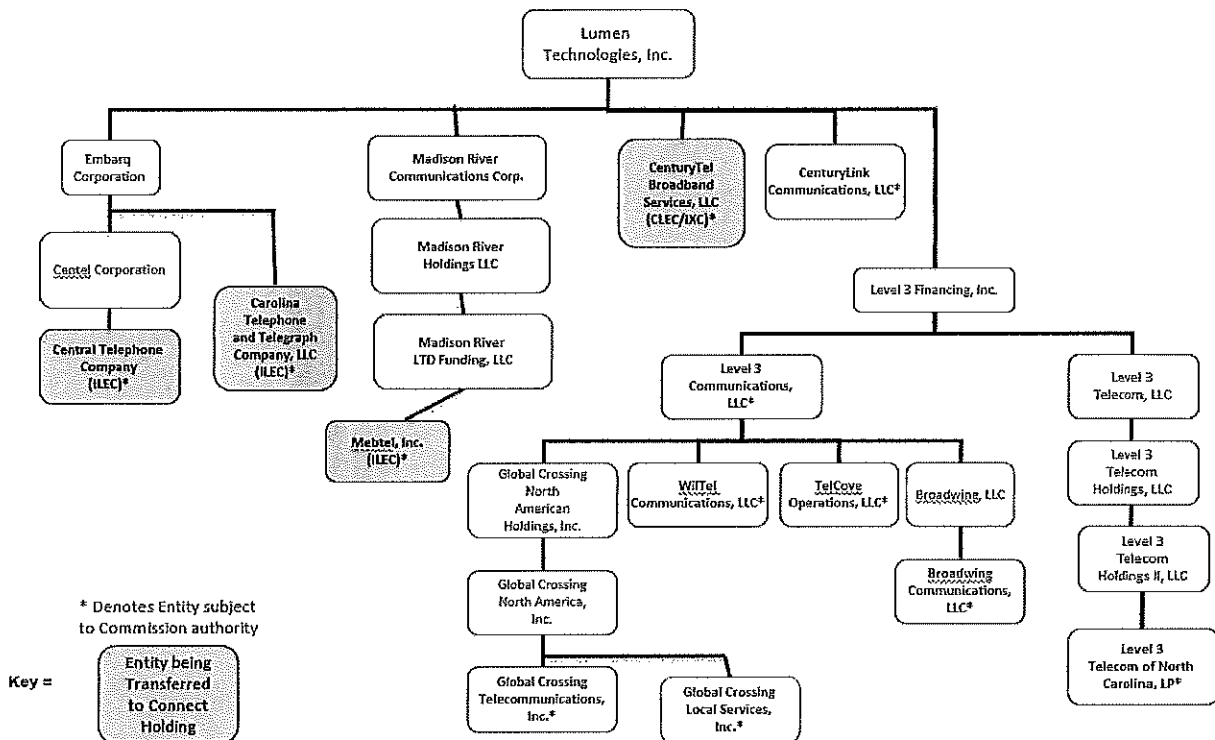 Lumen
Technologies, Inc.
Embarq
Corporation
Madison River
Communications Corp.
CenturyTel
Broadband
Services, LLC
(CLEC/IXC)*
CenturyLink
Communications, LLC*
Centel Corporation
Carolina
Telephone
and Telegraph
Company, LLC
(ILEC)*
Madison River
Holdings LLC
Level 3 Financing, Inc.
Central Telephone
Company
(ILEC)*
Madison River
LTD Funding, LLC
Level 3
Communications,
LLC*
Level 3
Telecom, LLC
Mebtel, Inc.
(ILEC)*
Global Crossing
North
American
Holdings, Inc.
WilTel
Communications, LLC*
TelCove
Operations, LLC*
Broadwing, LLC
Level 3
Telecom
Holdings, LLC
Global Crossing
North America,
Inc.
Broadwing
Communications,
LLC*
Level 3
Telecom
Holdings II, LLC
Global Crossing
Telecommunications,
Inc.*
Global Crossing
Local Services,
Inc.*
Level 3
Telecom of North
Carolina, LP*
* Denotes Entity subject
to Commission authority
Key =
Entity being
Transferred
to Connect
Holding